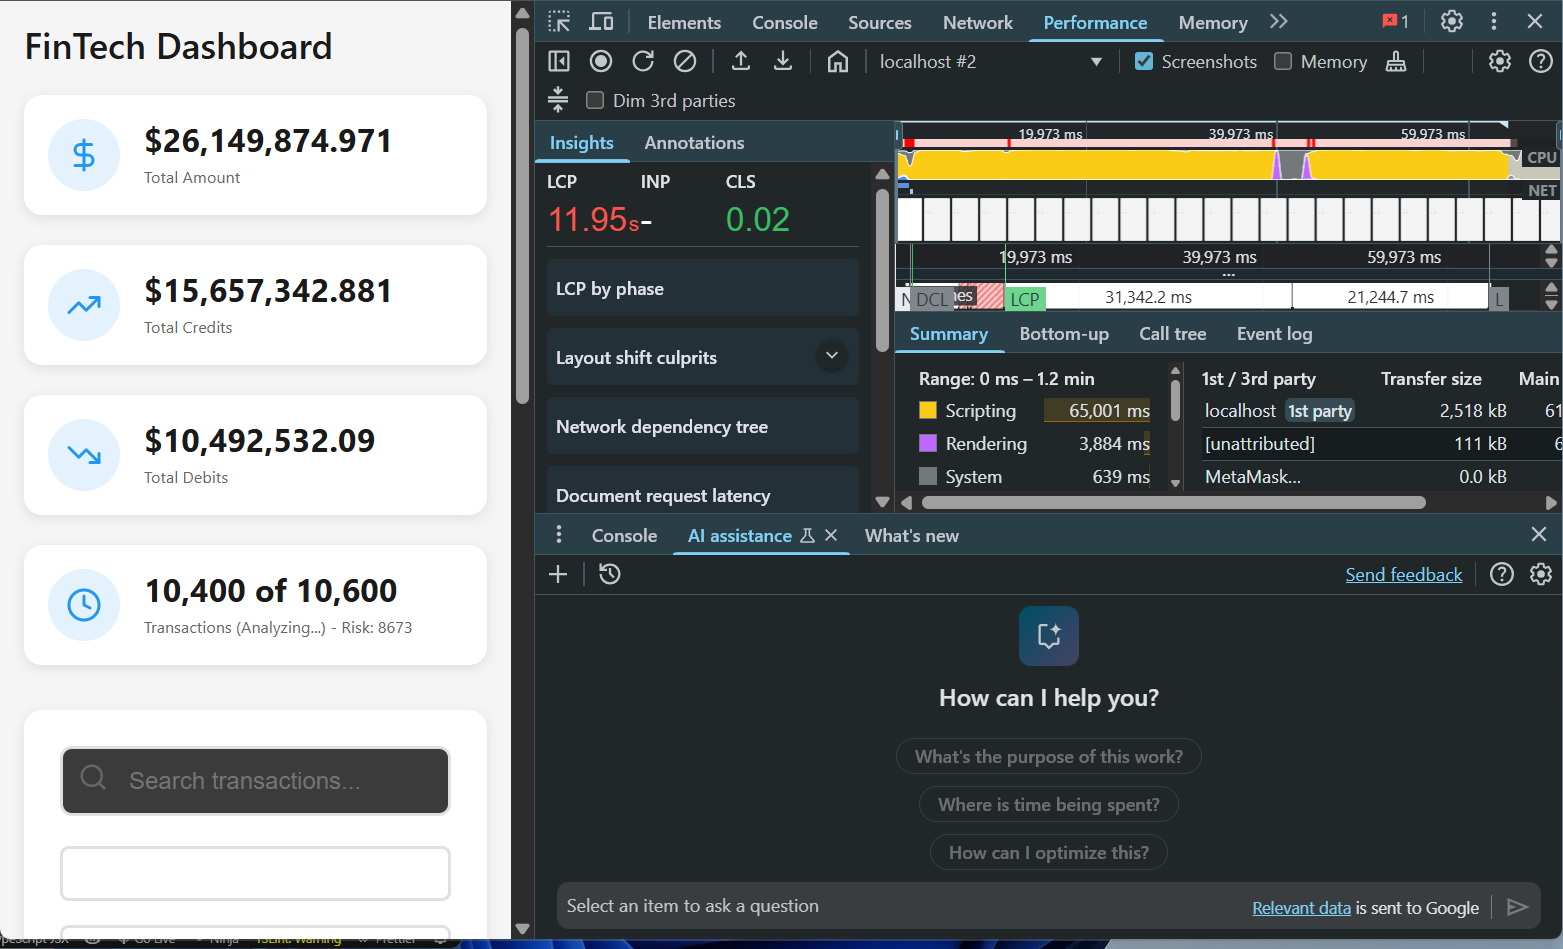 FinTech Dashboard
$26,149,874.971
Total Amount
$15,657,342.881
Total Credits
$10,492,532.09
Total Debits
10,400 of 10,600
Transactions (Analyzing...) - Risk: 8673
Search transactions...
Elements Console Sources Network Performance Memory 1
localhost #2 Screenshots Memory
Dim 3rd parties
Insights Annotations
LCP INP CLS
11.95s - 0.02
LCP by phase
Layout shift culprits
Network dependency tree
Document request latency
19,973 ms 39,973 ms 59,973 ms
CPU
NET
19,973 ms 39,973 ms 59,973 ms
...
N DCL nes LCP 31,342.2 ms 21,244.7 ms L
Summary Bottom-up Call tree Event log
Range: 0 ms – 1.2 min
Scripting 65,001 ms
Rendering 3,884 ms
System 639 ms
1st / 3rd party Transfer size Main
localhost 1st party 2,518 kB 61
[unattributed] 111 kB 6
MetaMask... 0.0 kB
Console AI assistance What's new
Send feedback
How can I help you?
What's the purpose of this work?
Where is time being spent?
How can I optimize this?
Select an item to ask a question
Relevant data is sent to Google